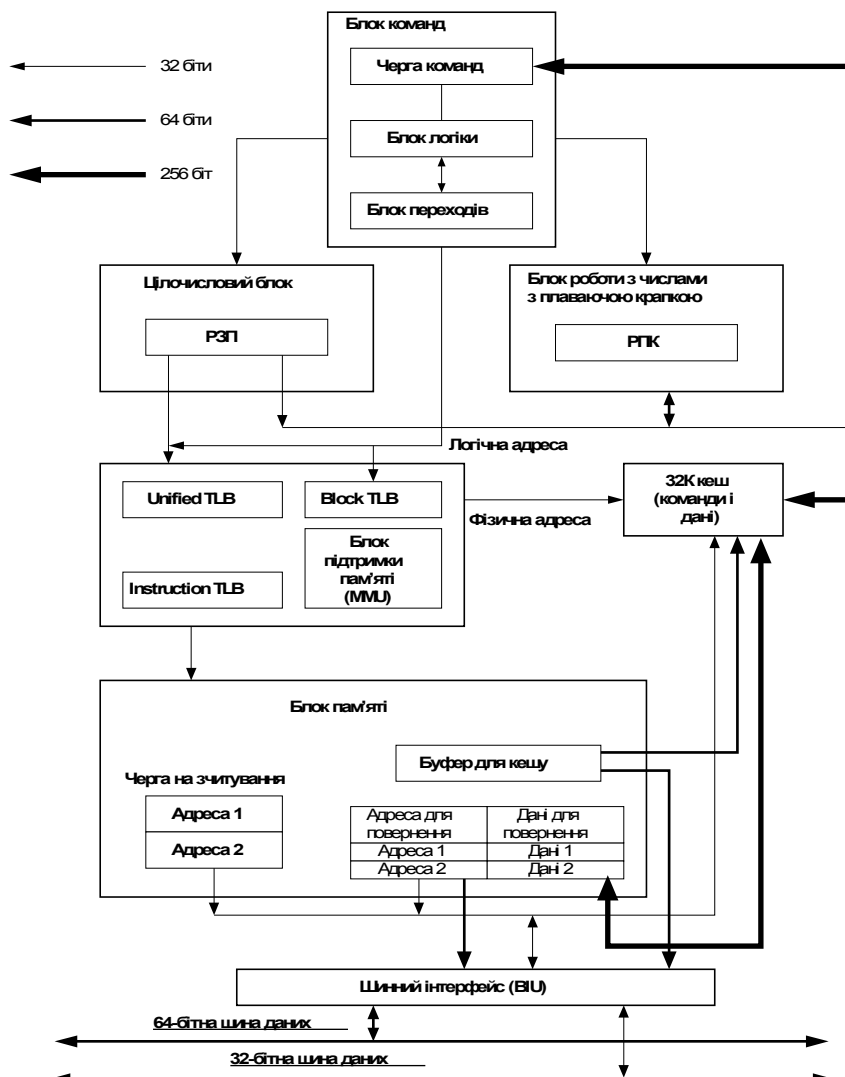 Блок команд
Черга команд
32 біти
64 біти
Блок логіки
256 біт
Блок переходів
Цілочисловий блок
Блок роботи з числами
з плаваючою крапкою
РЗП
РПК
Логічна адреса
Unified TLB
Block TLB
32К кеш
(команди і
дані)
Фізична адреса
Блок
підтримки
пам'яті
(MMU)
Instruction TLB
Блок пам'яті
Буфер для кешу
Черга на зчитування
Адреса 1
Адреса 2
Адреса для
повернення
Дані для
повернення
Адреса 1
Дані 1
Адреса 2
Дані 2
Шинний інтерфейс (BIU)
64-бітна шина даних
32-бітна шина даних